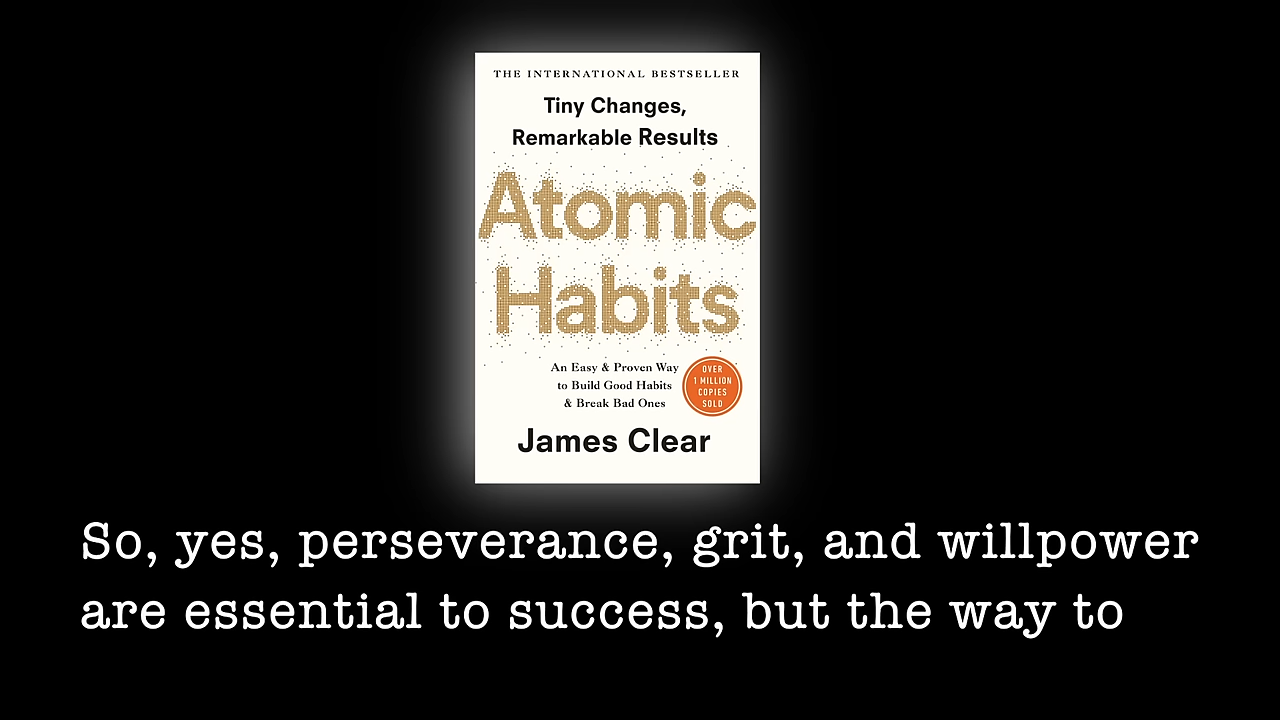 THE INTERNATIONAL BESTSELLER
Tiny Changes,
Remarkable Results
Atomic
Habits
An Easy & Proven Way
to Build Good Habits
& Break Bad Ones
OVER
1 MILLION
COPIES
SOLD
James Clear
So, yes, perseverance, grit, and willpower
are essential to success, but the way to